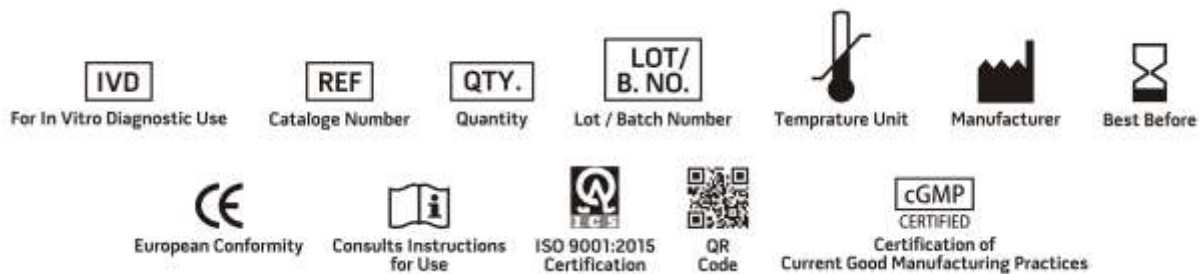 IVD
For In Vitro Diagnostic Use
REF
Cataloge Number
QTY.
Quantity
LOT/
B. NO.
Lot / Batch Number
Temprature Unit
Manufacturer
Best Before
CE
European Conformity
i
Consults Instructions
for Use
ICS
ISO 9001:2015
Certification
QR
Code
cGMP
CERTIFIED
Certification of
Current Good Manufacturing Practices